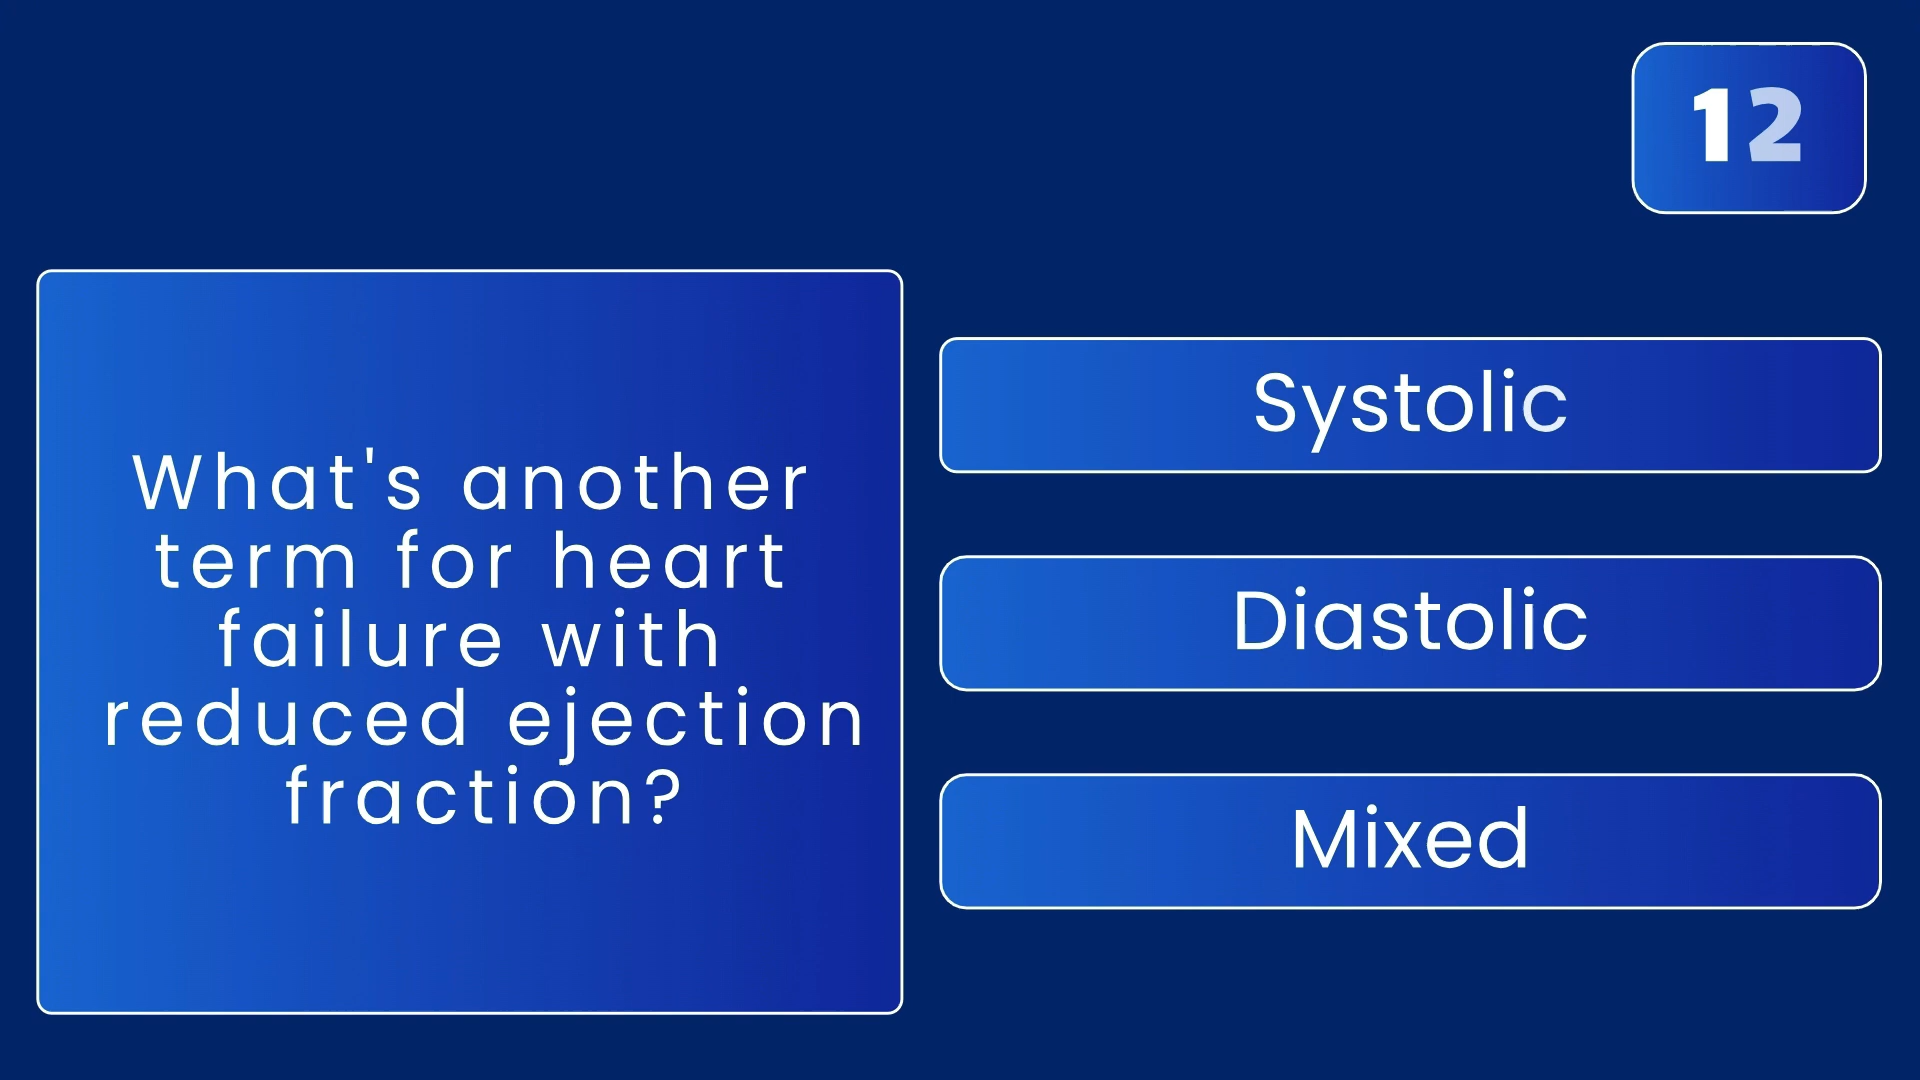 12
What's another
term for heart
failure with
reduced ejection
fraction?
Systolic
Diastolic
Mixed